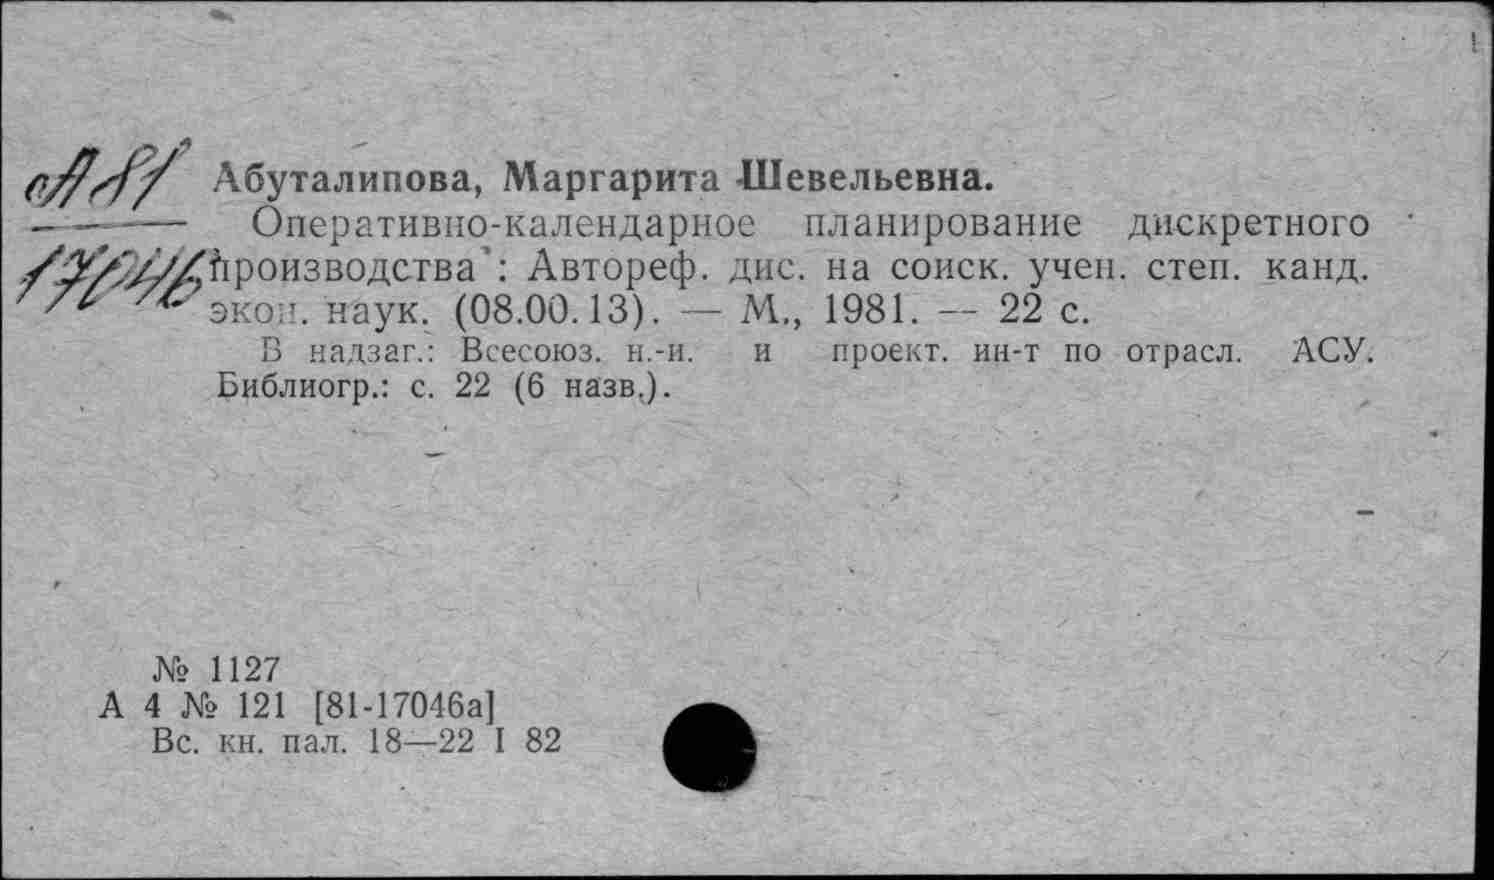 А81
17046
Абуталипова, Маргарита Шевельевна.
Оперативно-календарное планирование дискретного
производства : Автореф. дис. на соиск. учен. степ. канд.
экон. наук. (08.00.13). — М., 1981. — 22 с.
В надзаг.: Всесоюз. н.-и. и проект. ин-т по отрасл. АСУ.
Библиогр.: с. 22 (6 назв.).
№ 1127
А 4 № 121 [81-17046а]
Вс. кн. пал. 18—22 I 82